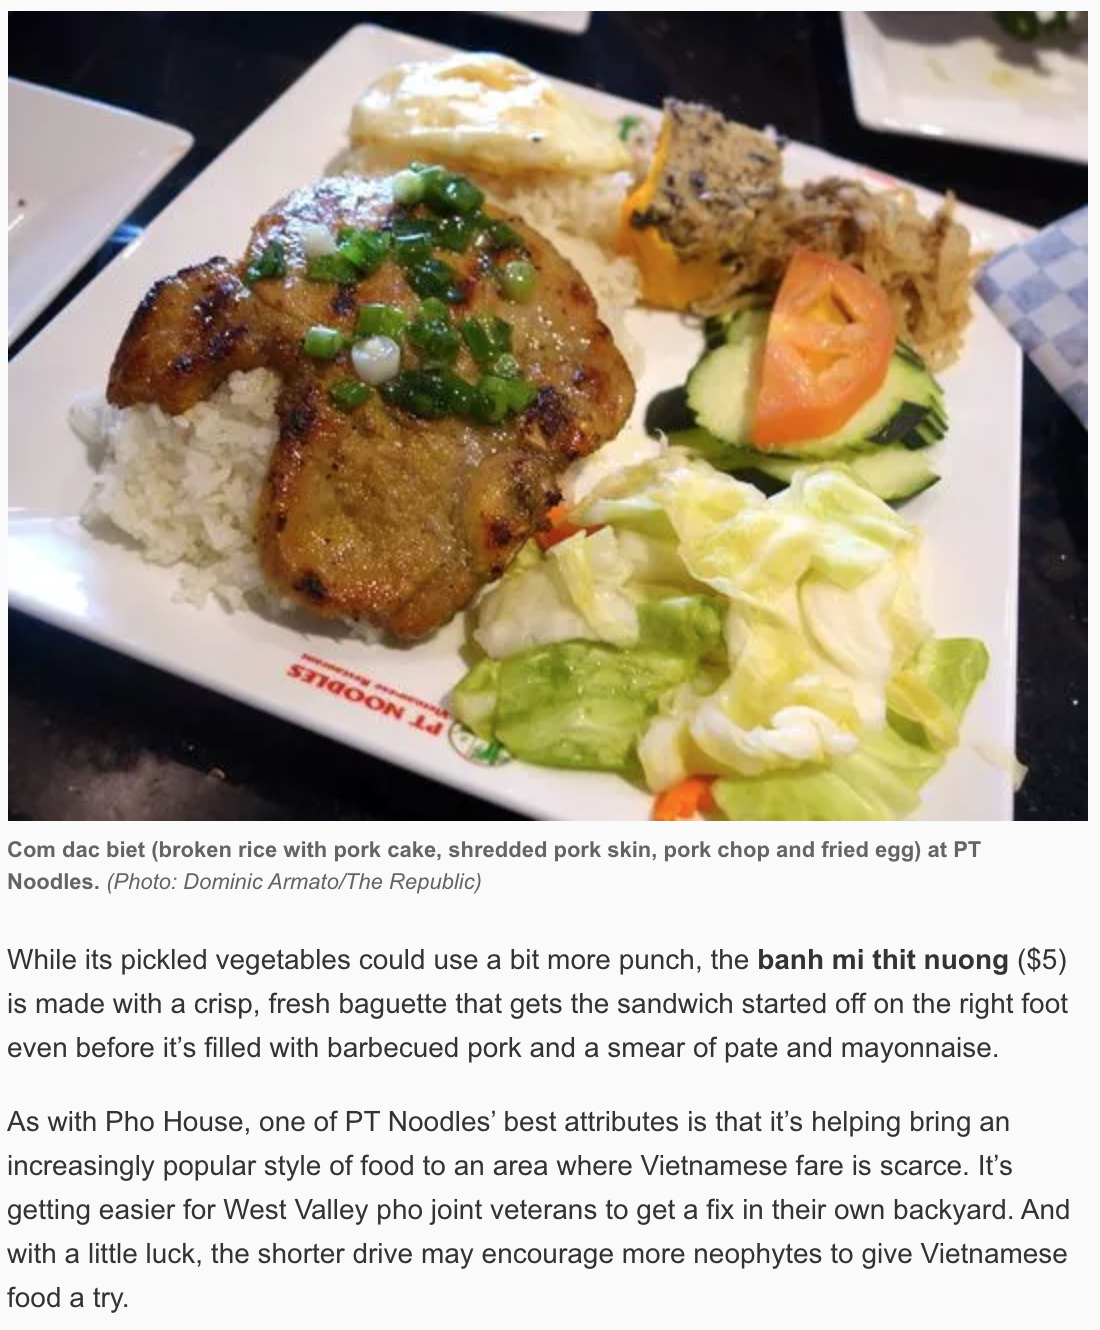 PT NOODLES
Vietnamese Restaurant
Com dac biet (broken rice with pork cake, shredded pork skin, pork chop and fried egg) at PT
Noodles. (Photo: Dominic Armato/The Republic)
While its pickled vegetables could use a bit more punch, the banh mi thit nuong ($5)
is made with a crisp, fresh baguette that gets the sandwich started off on the right foot
even before it’s filled with barbecued pork and a smear of pate and mayonnaise.
As with Pho House, one of PT Noodles’ best attributes is that it’s helping bring an
increasingly popular style of food to an area where Vietnamese fare is scarce. It’s
getting easier for West Valley pho joint veterans to get a fix in their own backyard. And
with a little luck, the shorter drive may encourage more neophytes to give Vietnamese
food a try.